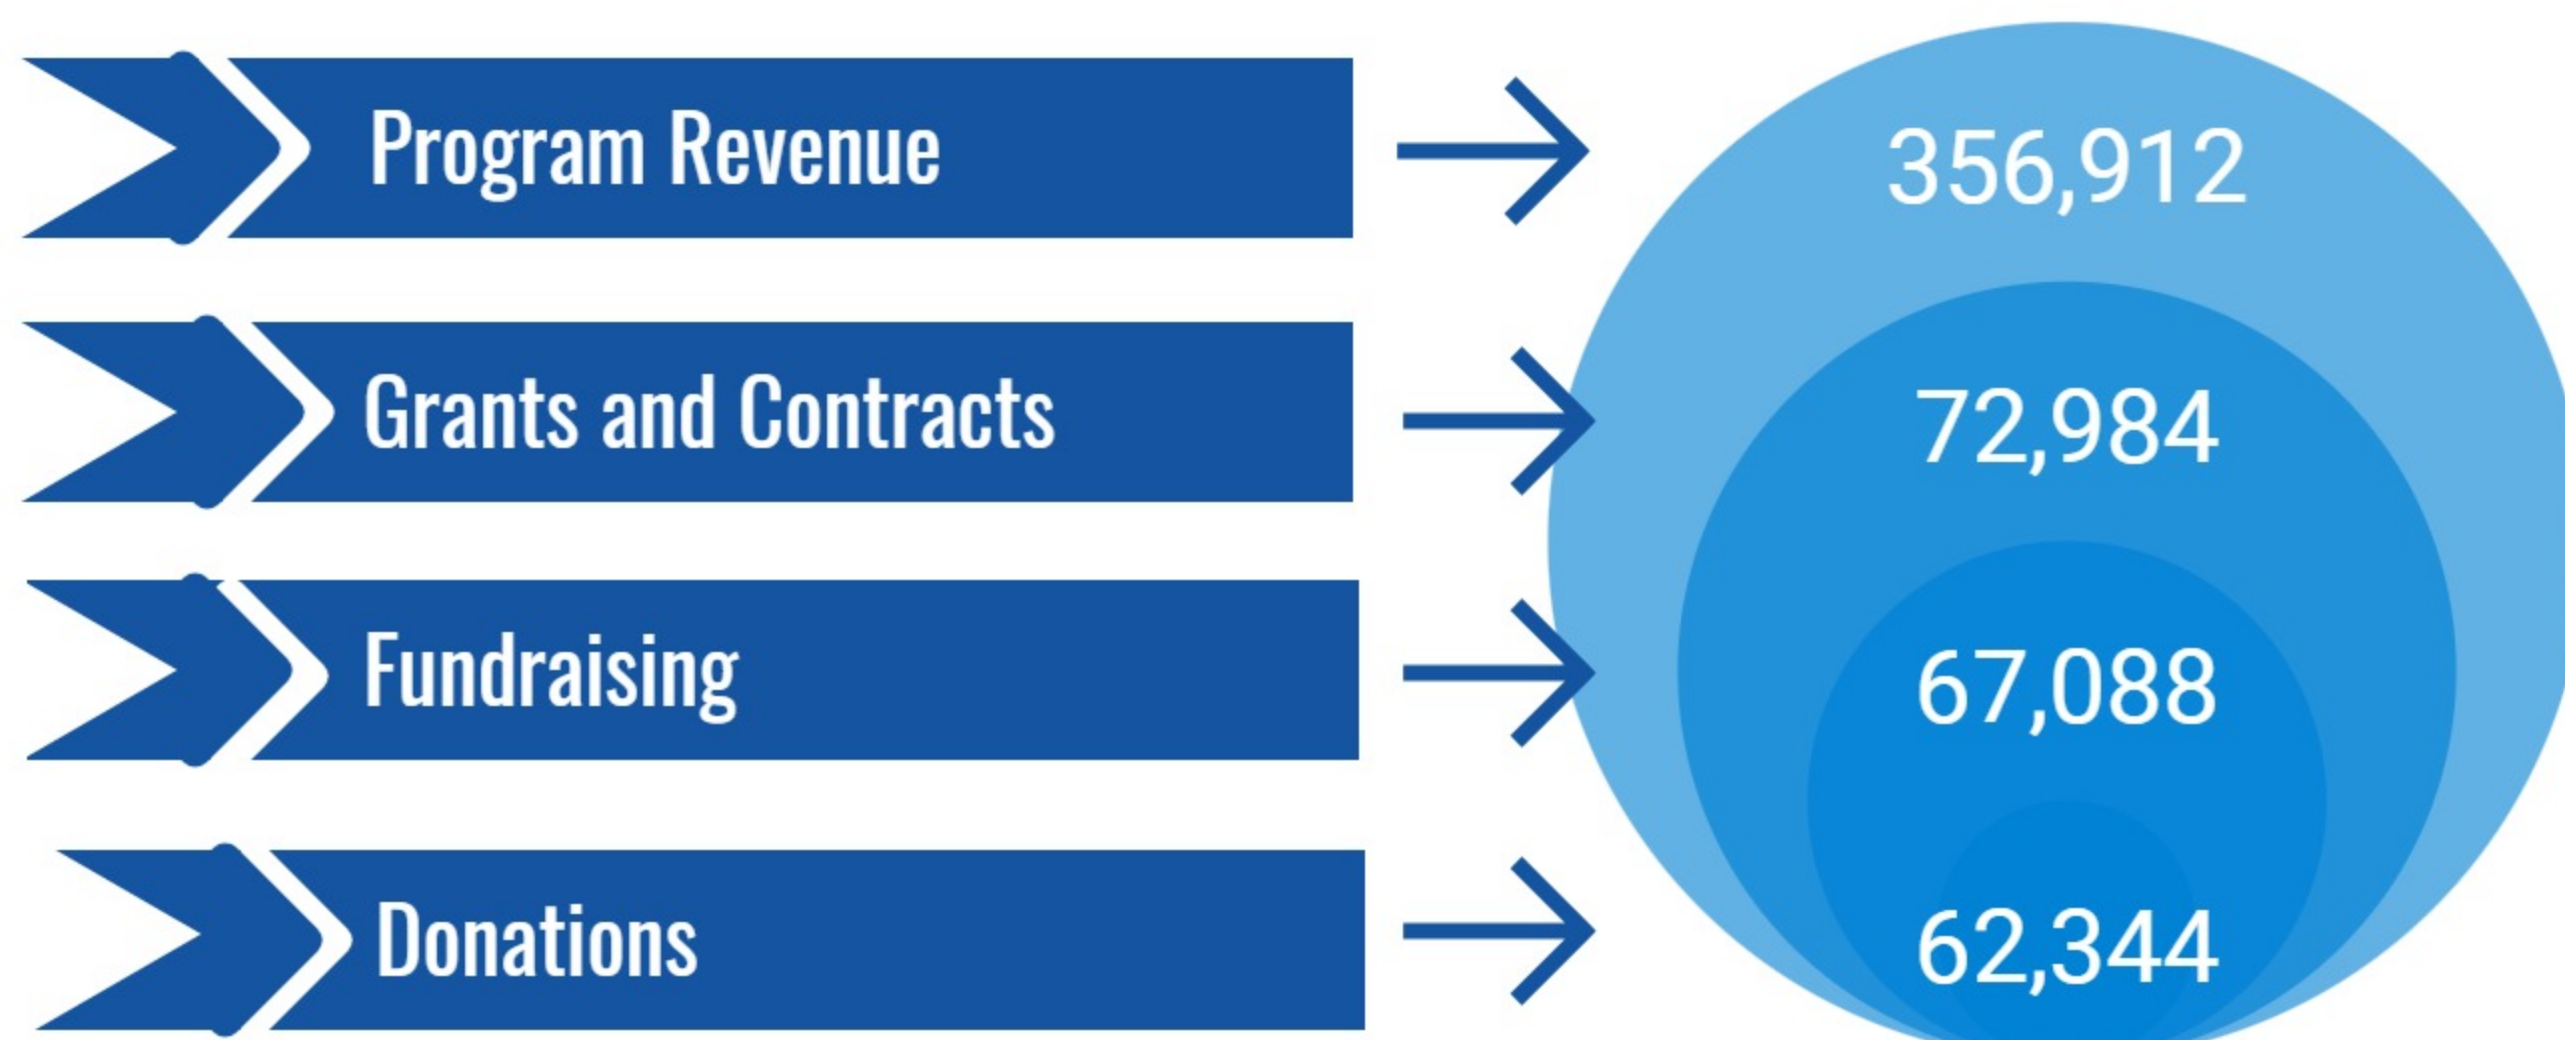 Program Revenue
356,912
Grants and Contracts
72,984
Fundraising
67,088
Donations
62,344